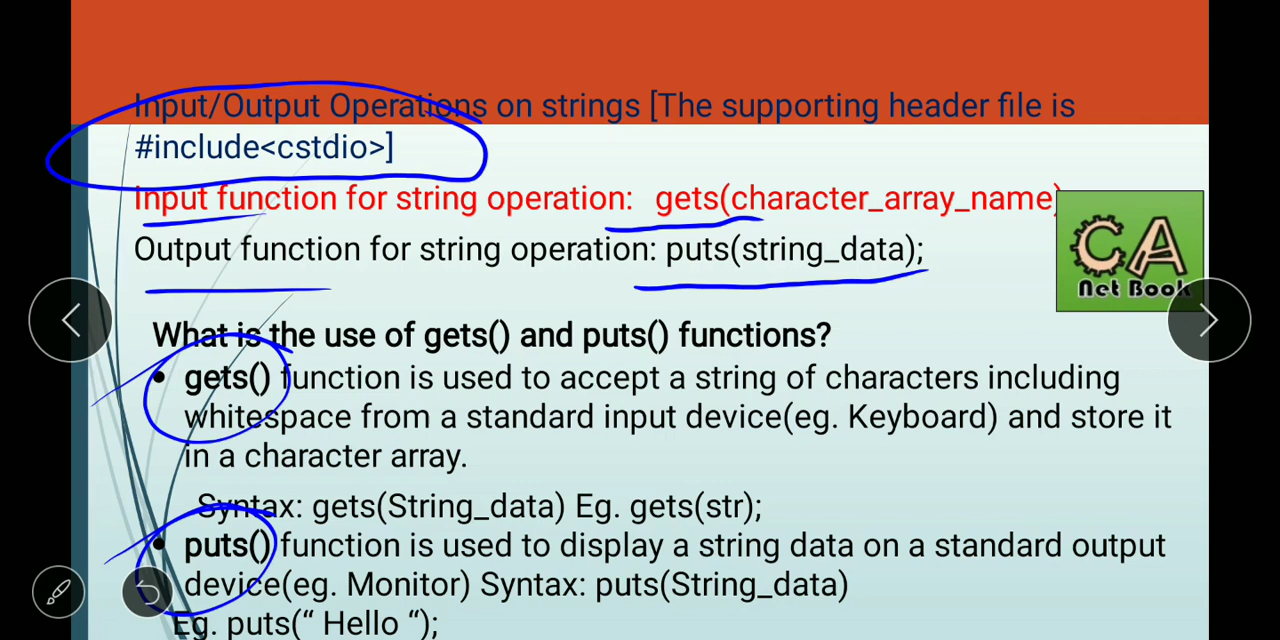 Input/Output Operations on strings [The supporting header file is
#include<cstdio>]
Input function for string operation: gets(character_array_name)
Output function for string operation: puts(string_data);
CA
Net Book
What is the use of gets() and puts() functions?
• gets() function is used to accept a string of characters including
whitespace from a standard input device(eg. Keyboard) and store it
in a character array.
Syntax: gets(String_data) Eg. gets(str);
• puts() function is used to display a string data on a standard output
device(eg. Monitor) Syntax: puts(String_data)
Eg. puts(“ Hello “);